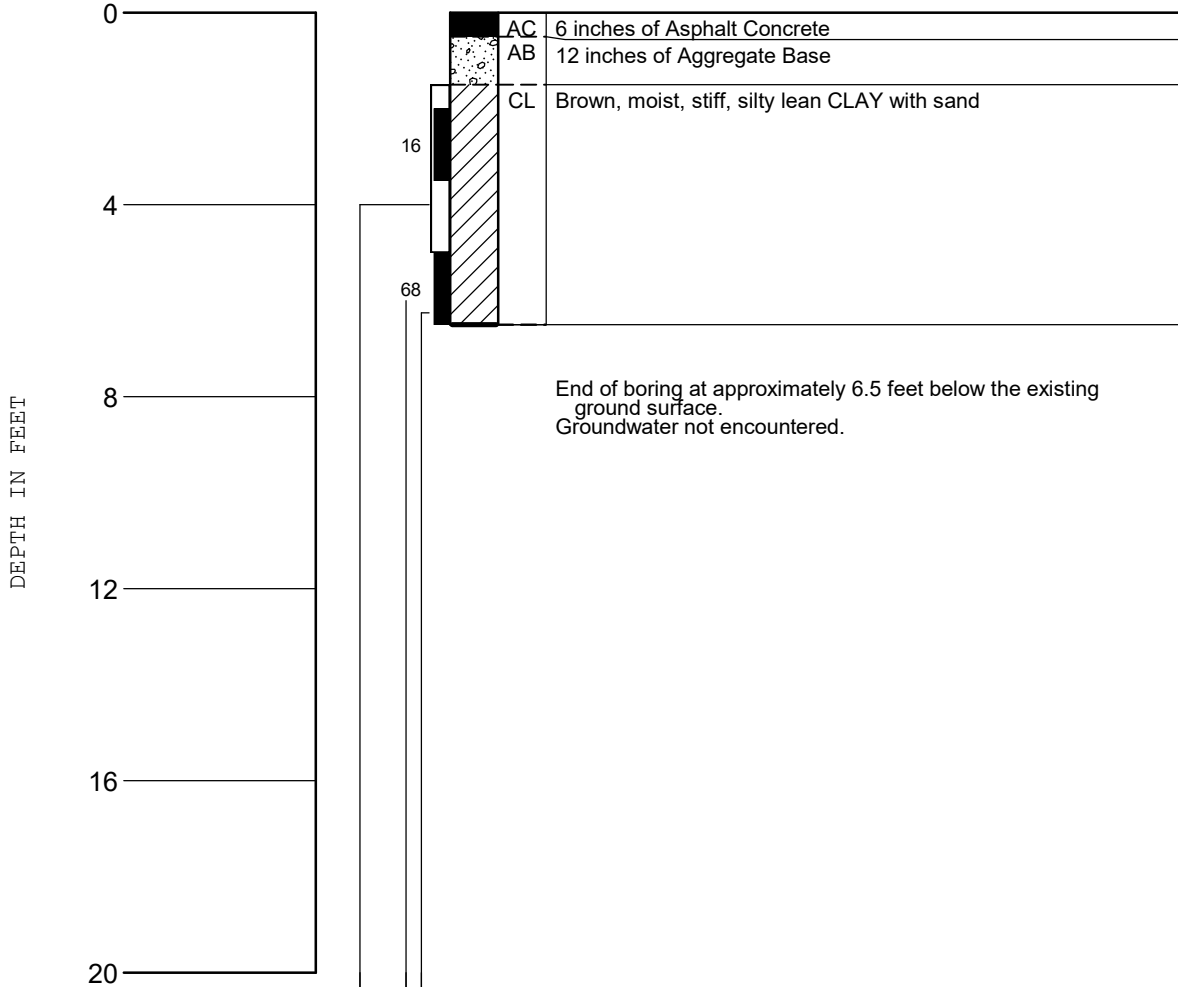 0
AC 6 inches of Asphalt Concrete
AB 12 inches of Aggregate Base
CL Brown, moist, stiff, silty lean CLAY with sand
16
4
68
8
End of boring at approximately 6.5 feet below the existing
ground surface.
Groundwater not encountered.
DEPTH IN FEET
12
16
20